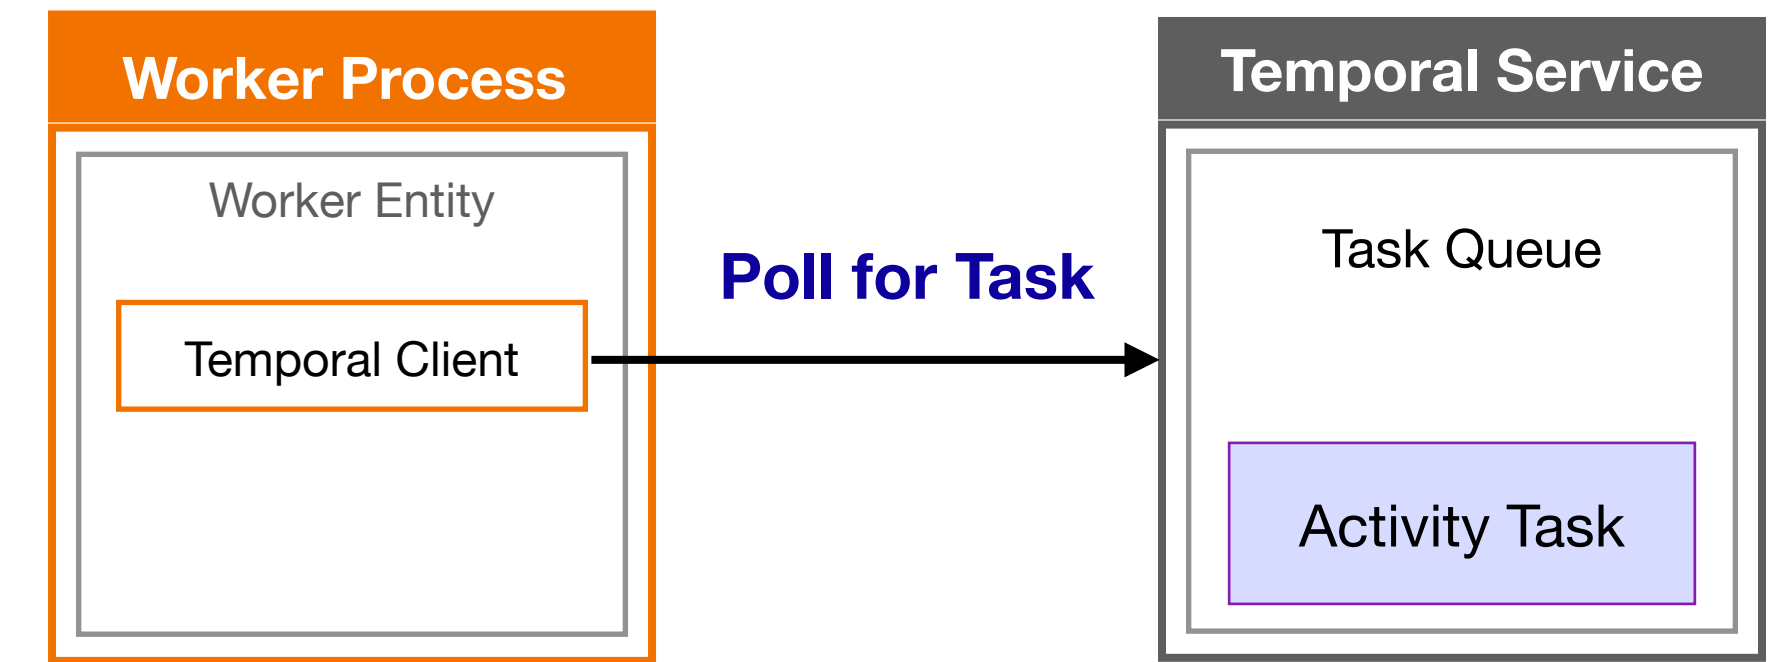 Worker Process
Worker Entity
Temporal Client
Poll for Task
Temporal Service
Task Queue
Activity Task